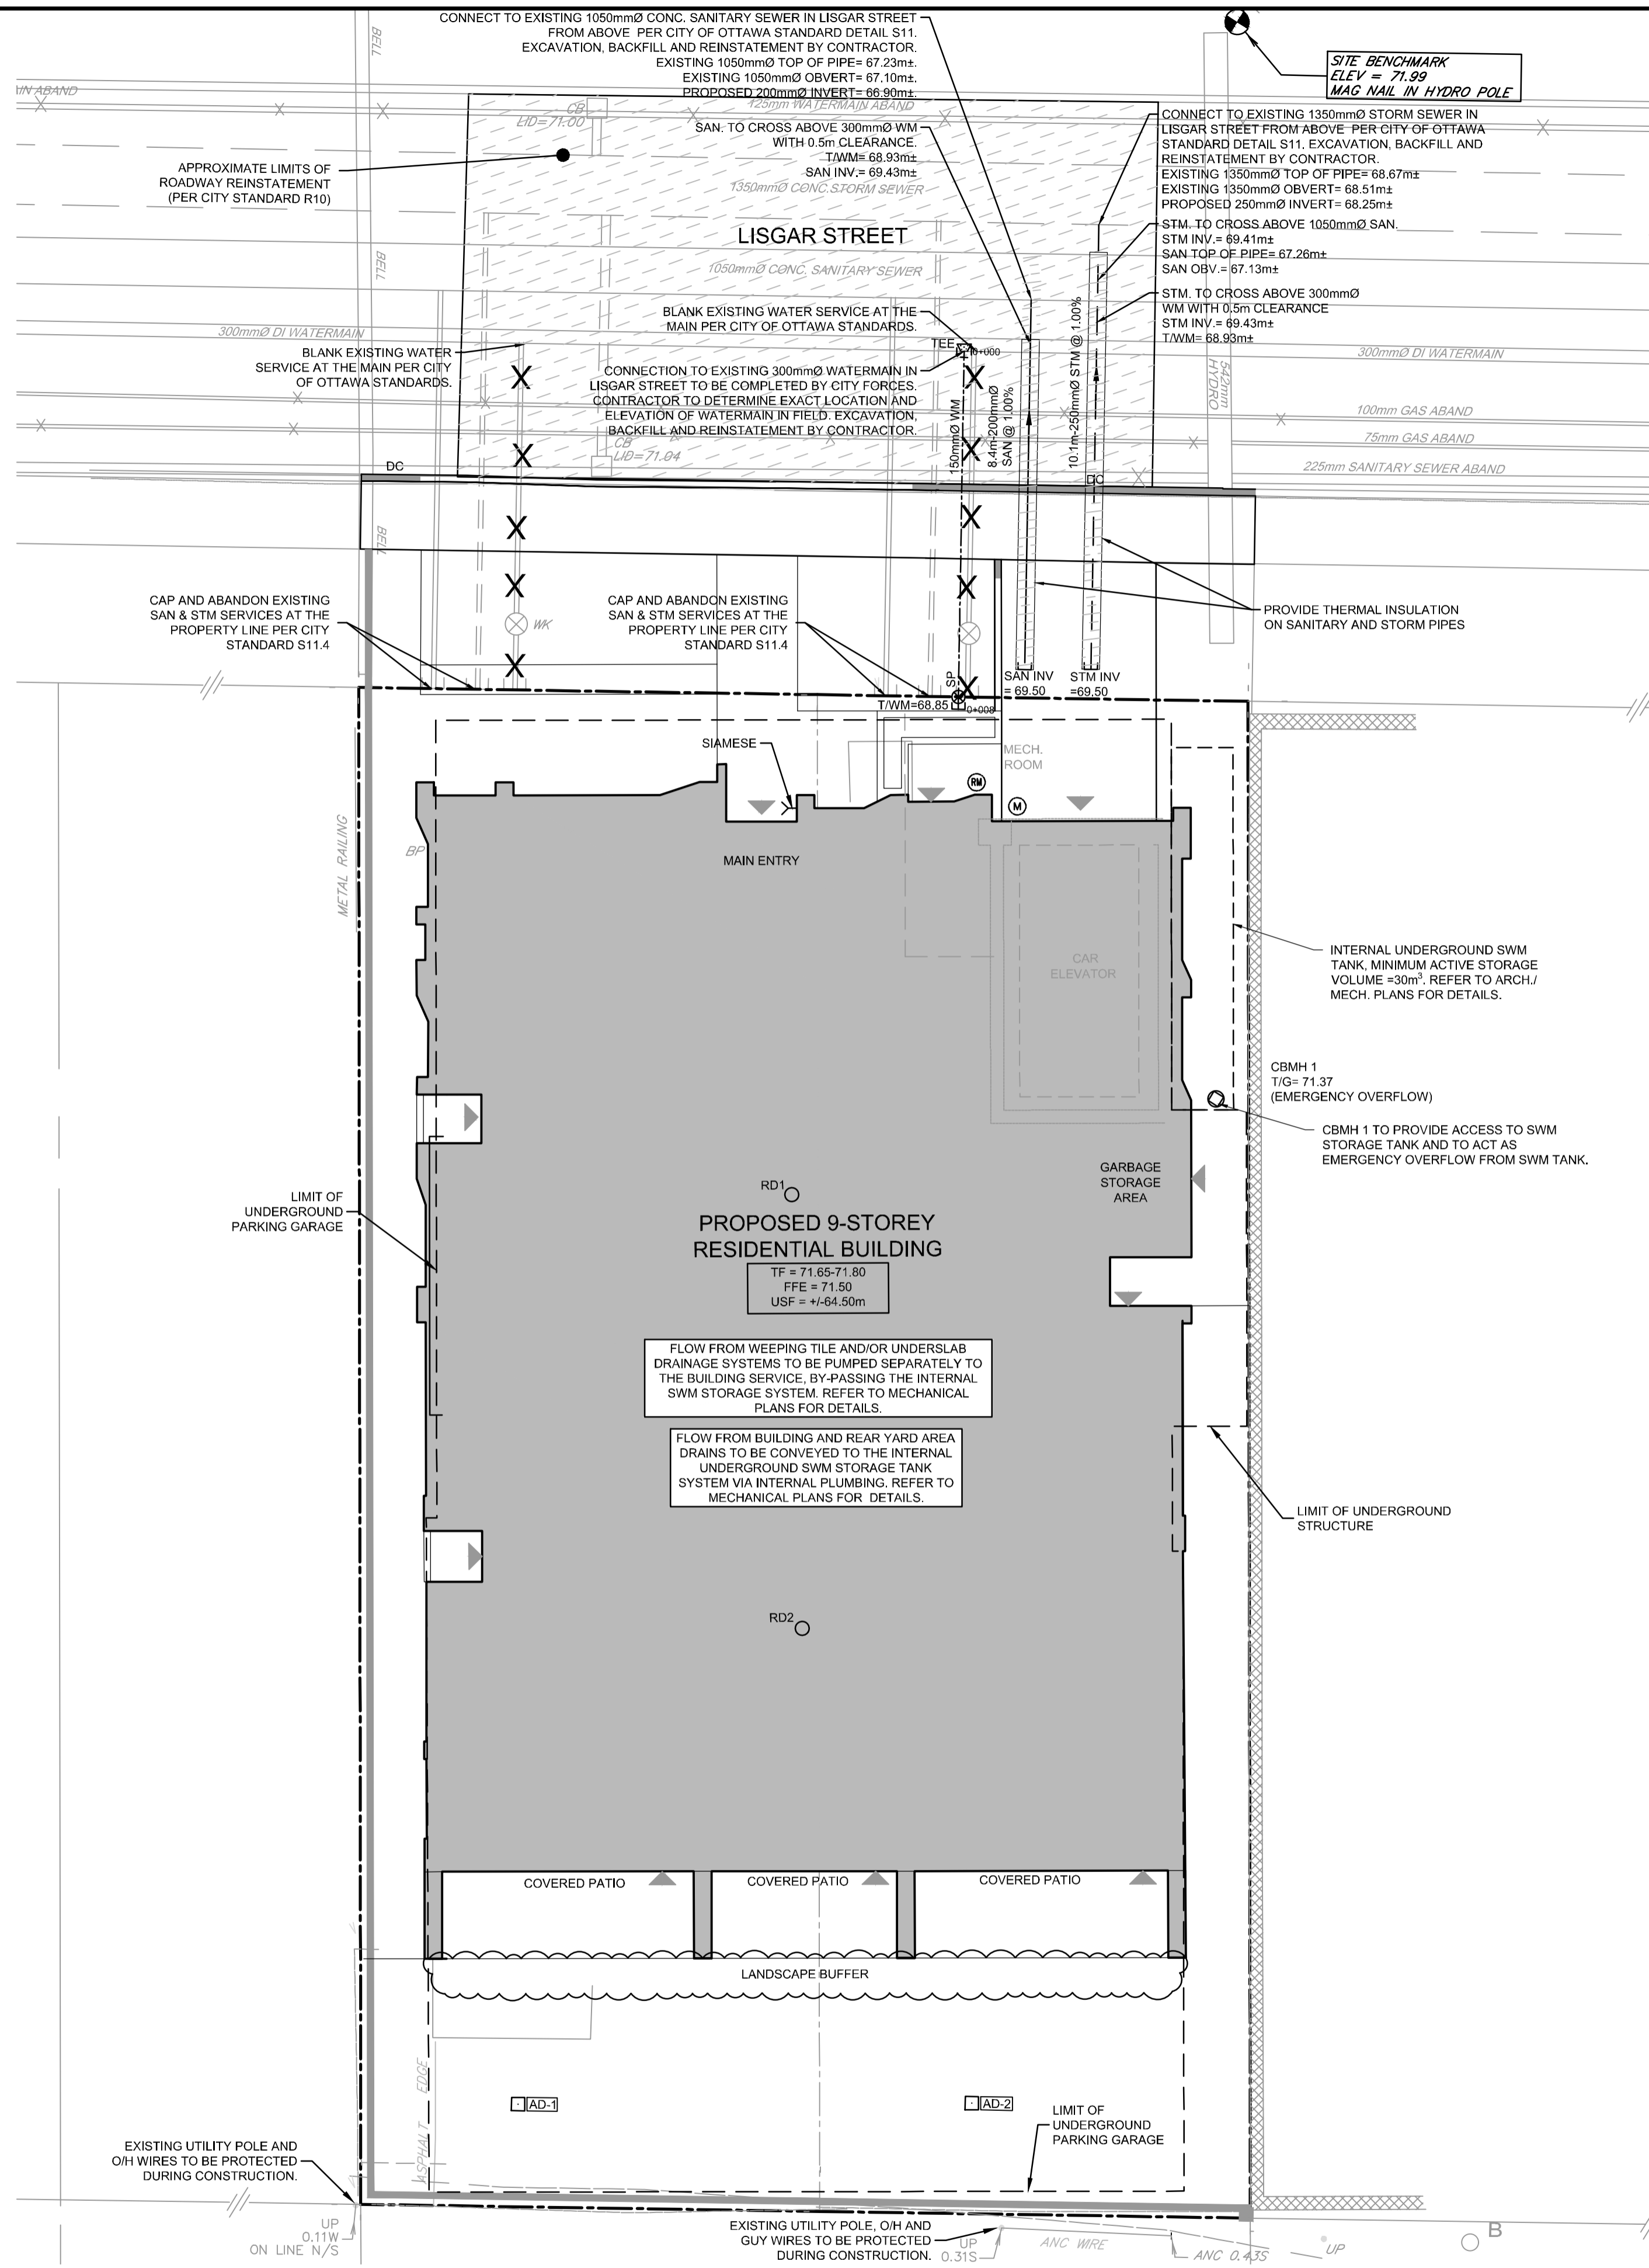 CONNECT TO EXISTING 1050mmØ CONC. SANITARY SEWER IN LISGAR STREET
FROM ABOVE PER CITY OF OTTAWA STANDARD DETAIL S11.
EXCAVATION, BACKFILL AND REINSTATEMENT BY CONTRACTOR.
EXISTING 1050mmØ TOP OF PIPE= 67.23m±.
EXISTING 1050mmØ OBVERT= 67.10m±.
PROPOSED 200mmØ INVERT= 66.90m±.
BELL
SITE BENCHMARK
ELEV = 71.99
MAG NAIL IN HYDRO POLE
IN ABAND
CB
LID=71.00
125mm WATERMAIN ABAND
SAN. TO CROSS ABOVE 300mmØ WM
WITH 0.5m CLEARANCE.
T/WM= 68.93m±
SAN INV.= 69.43m±
CONNECT TO EXISTING 1350mmØ STORM SEWER IN
LISGAR STREET FROM ABOVE PER CITY OF OTTAWA
STANDARD DETAIL S11. EXCAVATION, BACKFILL AND
REINSTATEMENT BY CONTRACTOR.
EXISTING 1350mmØ TOP OF PIPE= 68.67m±
EXISTING 1350mmØ OBVERT= 68.51m±
PROPOSED 250mmØ INVERT= 68.25m±
APPROXIMATE LIMITS OF
ROADWAY REINSTATEMENT
(PER CITY STANDARD R10)
1350mmØ CONC.STORM SEWER
LISGAR STREET
STM. TO CROSS ABOVE 1050mmØ SAN.
STM INV.= 69.41m±
SAN TOP OF PIPE= 67.26m±
SAN OBV.= 67.13m±
BELL
1050mmØ CONC. SANITARY SEWER
STM. TO CROSS ABOVE 300mmØ
WM WITH 0.5m CLEARANCE
STM INV.= 69.43m±
T/WM= 68.93m±
BLANK EXISTING WATER SERVICE AT THE
MAIN PER CITY OF OTTAWA STANDARDS.
300mmØ DI WATERMAIN
BLANK EXISTING WATER
SERVICE AT THE MAIN PER CITY
OF OTTAWA STANDARDS.
TEE
0+000
300mmØ DI WATERMAIN
CONNECTION TO EXISTING 300mmØ WATERMAIN IN
LISGAR STREET TO BE COMPLETED BY CITY FORCES.
CONTRACTOR TO DETERMINE EXACT LOCATION AND
ELEVATION OF WATERMAIN IN FIELD. EXCAVATION,
BACKFILL AND REINSTATEMENT BY CONTRACTOR.
150mmØ WM
8.4m-200mmØ
SAN @ 1.00%
10.1m-250mmØ STM @ 1.00%
542mm
HYDRO
100mm GAS ABAND
75mm GAS ABAND
225mm SANITARY SEWER ABAND
CB
LID=71.04
DC
DC
BELL
CAP AND ABANDON EXISTING
SAN & STM SERVICES AT THE
PROPERTY LINE PER CITY
STANDARD S11.4
WK
CAP AND ABANDON EXISTING
SAN & STM SERVICES AT THE
PROPERTY LINE PER CITY
STANDARD S11.4
PROVIDE THERMAL INSULATION
ON SANITARY AND STORM PIPES
SP
SAN INV
= 69.50
STM INV
=69.50
T/WM=68.85
0+008
SIAMESE
MECH.
ROOM
RM
M
METAL RAILING
BP
MAIN ENTRY
CAR
ELEVATOR
INTERNAL UNDERGROUND SWM
TANK, MINIMUM ACTIVE STORAGE
VOLUME =30m³. REFER TO ARCH./
MECH. PLANS FOR DETAILS.
CBMH 1
T/G= 71.37
(EMERGENCY OVERFLOW)
CBMH 1 TO PROVIDE ACCESS TO SWM
STORAGE TANK AND TO ACT AS
EMERGENCY OVERFLOW FROM SWM TANK.
GARBAGE
STORAGE
AREA
LIMIT OF
UNDERGROUND
PARKING GARAGE
RD1
PROPOSED 9-STOREY
RESIDENTIAL BUILDING
TF = 71.65-71.80
FFE = 71.50
USF = +/-64.50m
FLOW FROM WEEPING TILE AND/OR UNDERSLAB
DRAINAGE SYSTEMS TO BE PUMPED SEPARATELY TO
THE BUILDING SERVICE, BY-PASSING THE INTERNAL
SWM STORAGE SYSTEM. REFER TO MECHANICAL
PLANS FOR DETAILS.
FLOW FROM BUILDING AND REAR YARD AREA
DRAINS TO BE CONVEYED TO THE INTERNAL
UNDERGROUND SWM STORAGE TANK
SYSTEM VIA INTERNAL PLUMBING. REFER TO
MECHANICAL PLANS FOR DETAILS.
LIMIT OF UNDERGROUND
STRUCTURE
RD2
COVERED PATIO
COVERED PATIO
COVERED PATIO
LANDSCAPE BUFFER
ASPHALT EDGE
AD-1
AD-2
LIMIT OF
UNDERGROUND
PARKING GARAGE
EXISTING UTILITY POLE AND
O/H WIRES TO BE PROTECTED
DURING CONSTRUCTION.
UP
0.11W
ON LINE N/S
EXISTING UTILITY POLE, O/H AND
GUY WIRES TO BE PROTECTED
DURING CONSTRUCTION.
UP
0.31S
ANC WIRE
ANC 0.43S
UP
B